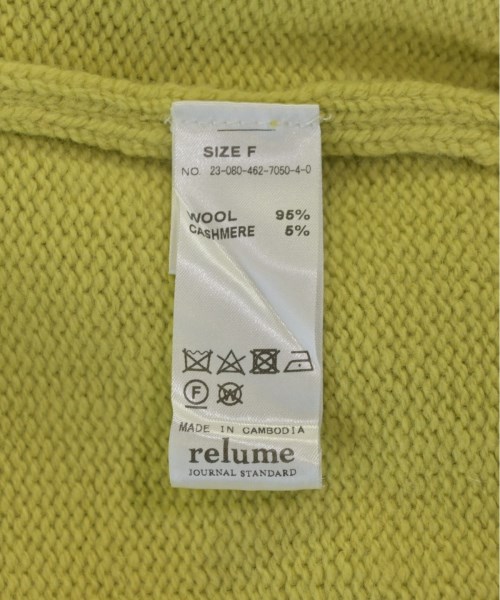 SIZE F
NO. 23-080-462-7050-4-0
WOOL 95%
CASHMERE 5%
F
W
MADE IN CAMBODIA
relume
JOURNAL STANDARD